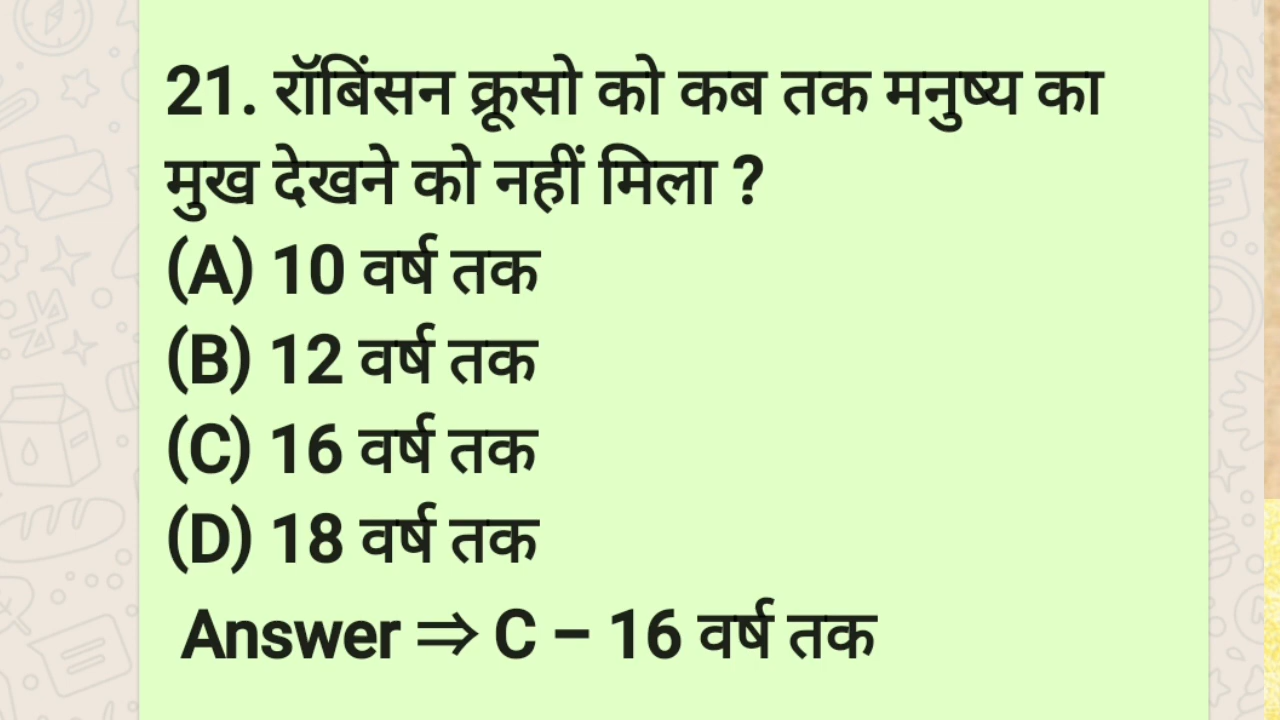 21. रॉबिंसन क्रूसो को कब तक मनुष्य का
मुख देखने को नहीं मिला ?
(A) 10 वर्ष तक
(B) 12 वर्ष तक
(C) 16 वर्ष तक
(D) 18 वर्ष तक
Answer ⇒ C – 16 वर्ष तक